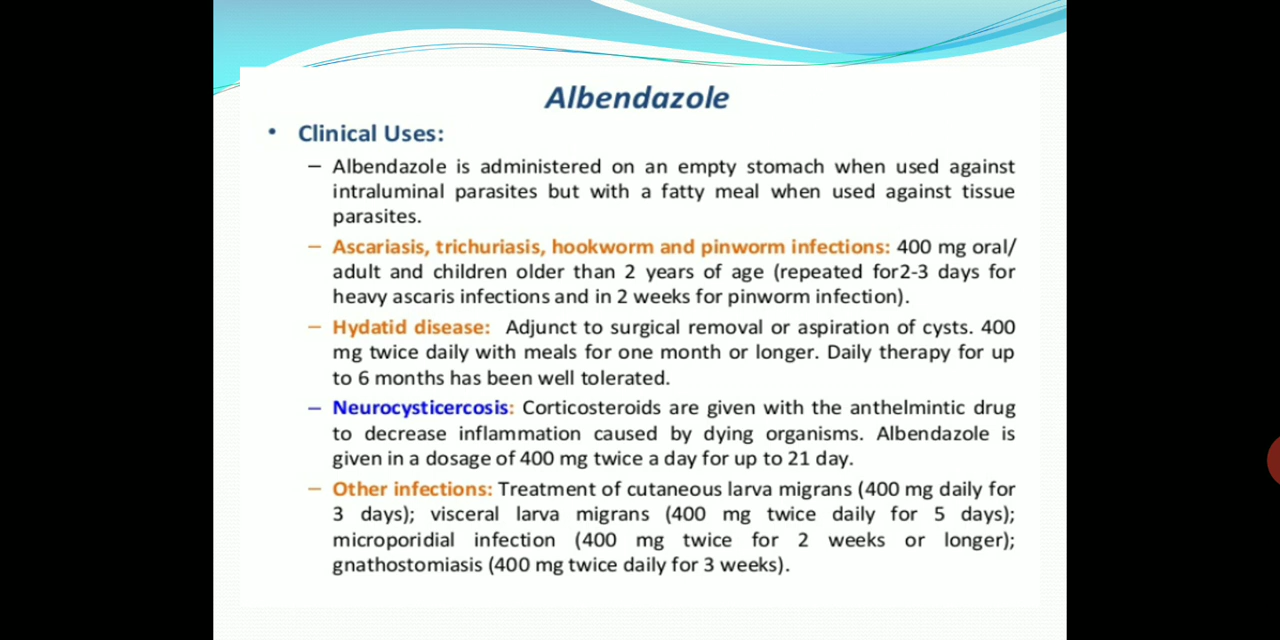 Albendazole
• Clinical Uses:
– Albendazole is administered on an empty stomach when used against
intraluminal parasites but with a fatty meal when used against tissue
parasites.
– Ascariasis, trichuriasis, hookworm and pinworm infections: 400 mg oral/
adult and children older than 2 years of age (repeated for2-3 days for
heavy ascaris infections and in 2 weeks for pinworm infection).
– Hydatid disease: Adjunct to surgical removal or aspiration of cysts. 400
mg twice daily with meals for one month or longer. Daily therapy for up
to 6 months has been well tolerated.
– Neurocysticercosis: Corticosteroids are given with the anthelmintic drug
to decrease inflammation caused by dying organisms. Albendazole is
given in a dosage of 400 mg twice a day for up to 21 day.
– Other infections: Treatment of cutaneous larva migrans (400 mg daily for
3 days); visceral larva migrans (400 mg twice daily for 5 days);
microporidial infection (400 mg twice for 2 weeks or longer);
gnathostomiasis (400 mg twice daily for 3 weeks).